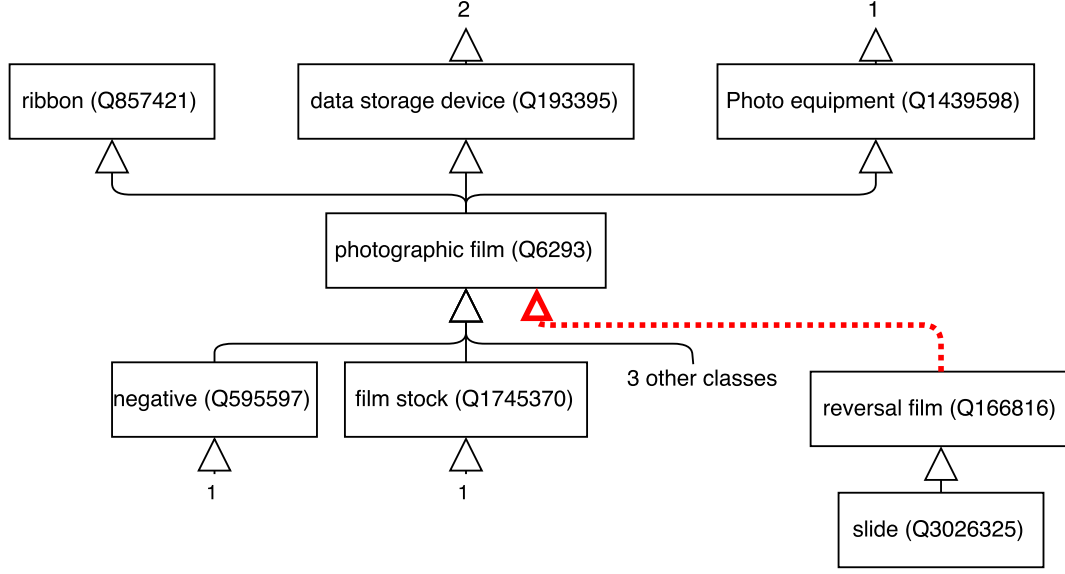 2
1
ribbon (Q857421)
data storage device (Q193395)
Photo equipment (Q1439598)
photographic film (Q6293)
3 other classes
negative (Q595597)
film stock (Q1745370)
reversal film (Q166816)
1
1
slide (Q3026325)